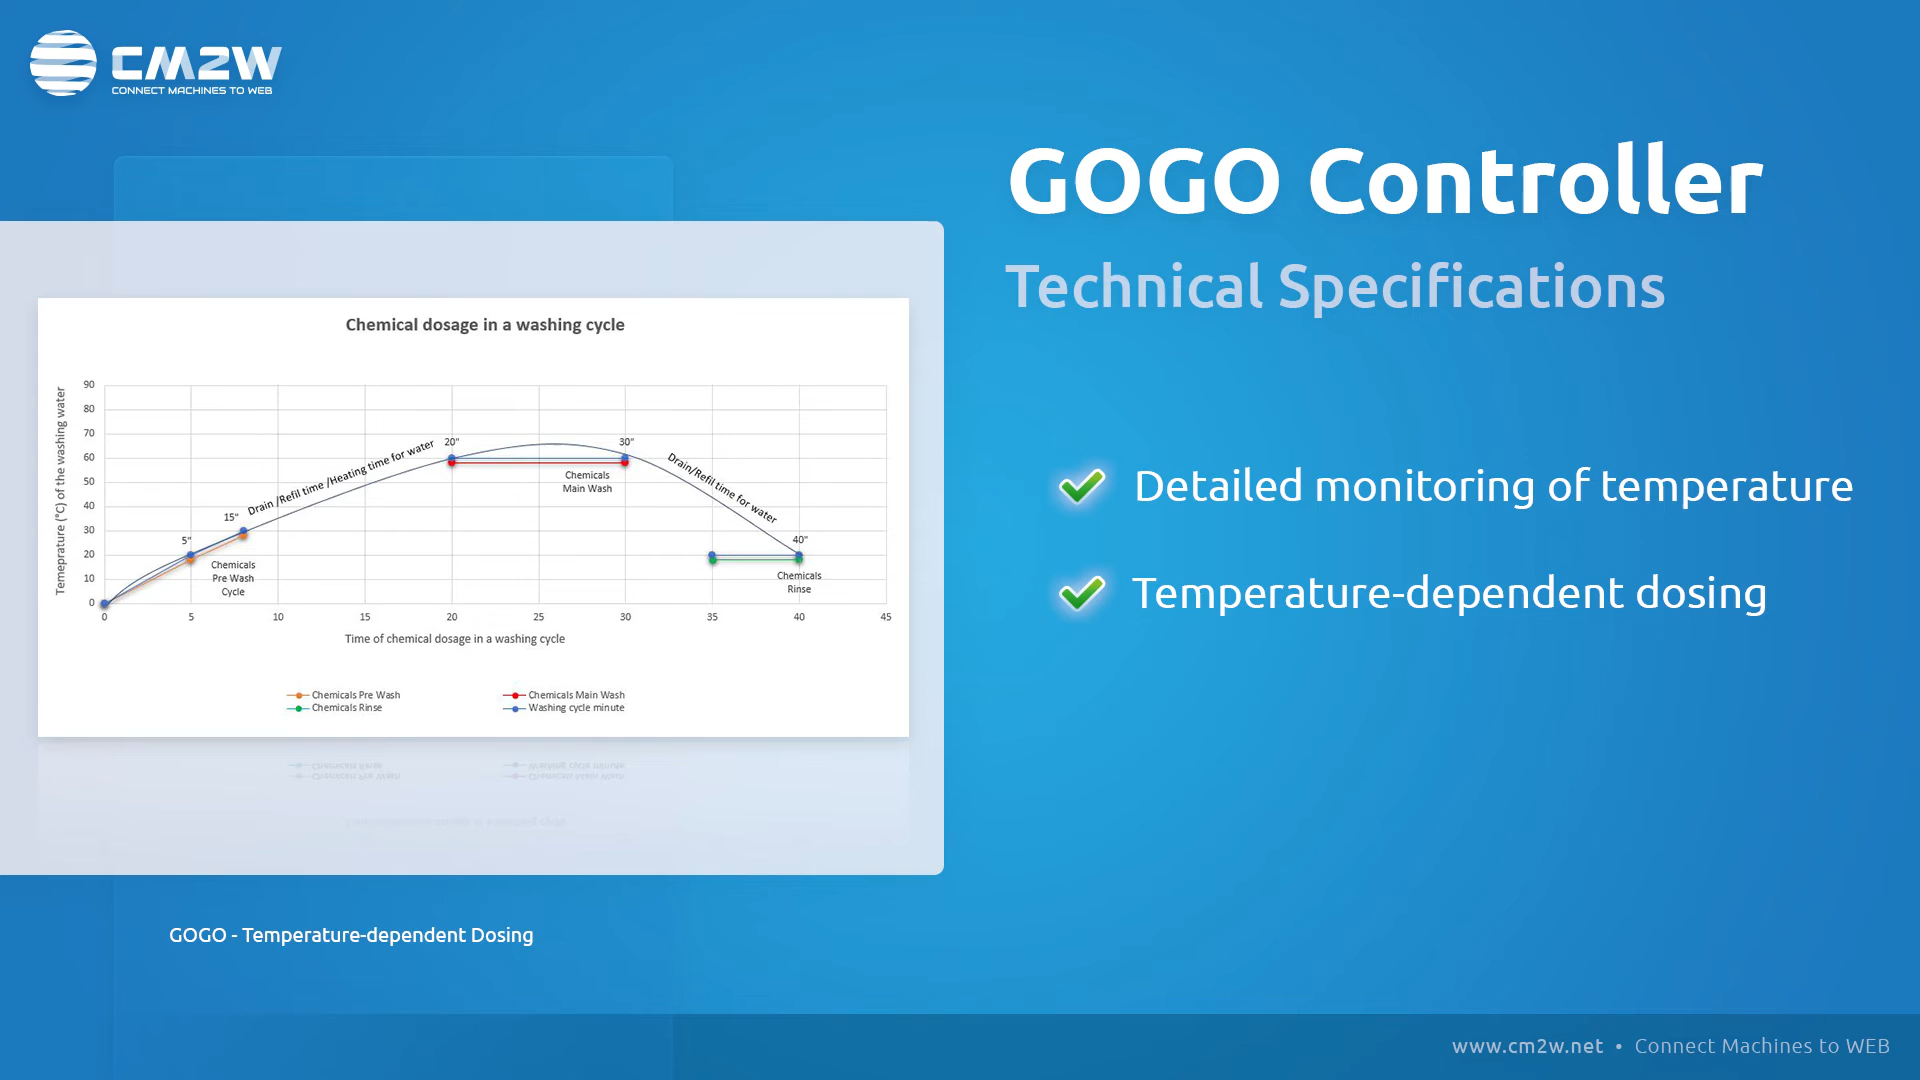 CM2W
CONNECT MACHINES TO WEB
GOGO Controller
Technical Specifications
Detailed monitoring of temperature
Temperature-dependent dosing
Chemical dosage in a washing cycle
Temeprature (°C) of the washing water
90
80
70
60
50
40
30
20
10
0
0 5 10 15 20 25 30 35 40 45
5"
15"
Drain /Refil time /Heating time for water
20"
30"
Drain/Refil time for water
40"
Chemicals
Pre Wash
Cycle
Chemicals
Main Wash
Chemicals
Rinse
Time of chemical dosage in a washing cycle
Chemicals Pre Wash
Chemicals Main Wash
Chemicals Rinse
Washing cycle minute
GOGO - Temperature-dependent Dosing
www.cm2w.net • Connect Machines to WEB